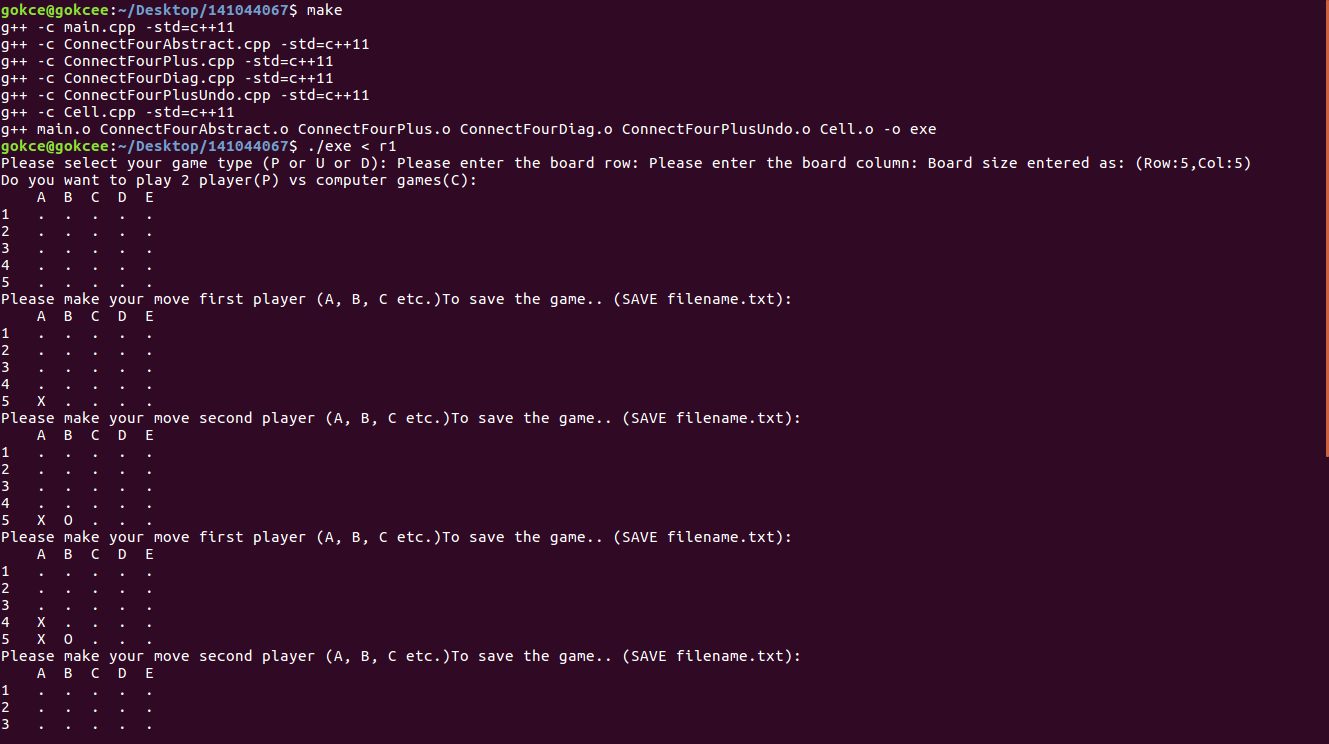 gokce@gokcee:~/Desktop/141044067$ make
g++ -c main.cpp -std=c++11
g++ -c ConnectFourAbstract.cpp -std=c++11
g++ -c ConnectFourPlus.cpp -std=c++11
g++ -c ConnectFourDiag.cpp -std=c++11
g++ -c ConnectFourPlusUndo.cpp -std=c++11
g++ -c Cell.cpp -std=c++11
g++ main.o ConnectFourAbstract.o ConnectFourPlus.o ConnectFourDiag.o ConnectFourPlusUndo.o Cell.o -o exe
gokce@gokcee:~/Desktop/141044067$ ./exe < r1
Please select your game type (P or U or D): Please enter the board row: Please enter the board column: Board size entered as: (Row:5,Col:5)
Do you want to play 2 player(P) vs computer games(C):
    A  B  C  D  E
1   .  .  .  .  .
2   .  .  .  .  .
3   .  .  .  .  .
4   .  .  .  .  .
5   .  .  .  .  .
Please make your move first player (A, B, C etc.)To save the game.. (SAVE filename.txt):
    A  B  C  D  E
1   .  .  .  .  .
2   .  .  .  .  .
3   .  .  .  .  .
4   .  .  .  .  .
5   X  .  .  .  .
Please make your move second player (A, B, C etc.)To save the game.. (SAVE filename.txt):
    A  B  C  D  E
1   .  .  .  .  .
2   .  .  .  .  .
3   .  .  .  .  .
4   .  .  .  .  .
5   X  O  .  .  .
Please make your move first player (A, B, C etc.)To save the game.. (SAVE filename.txt):
    A  B  C  D  E
1   .  .  .  .  .
2   .  .  .  .  .
3   .  .  .  .  .
4   X  .  .  .  .
5   X  O  .  .  .
Please make your move second player (A, B, C etc.)To save the game.. (SAVE filename.txt):
    A  B  C  D  E
1   .  .  .  .  .
2   .  .  .  .  .
3   .  .  .  .  .